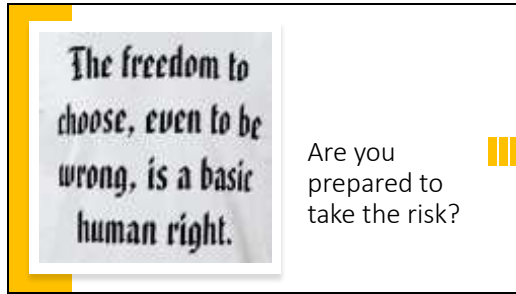 The freedom to
choose, even to be
wrong, is a basic
human right.
Are you
prepared to
take the risk?